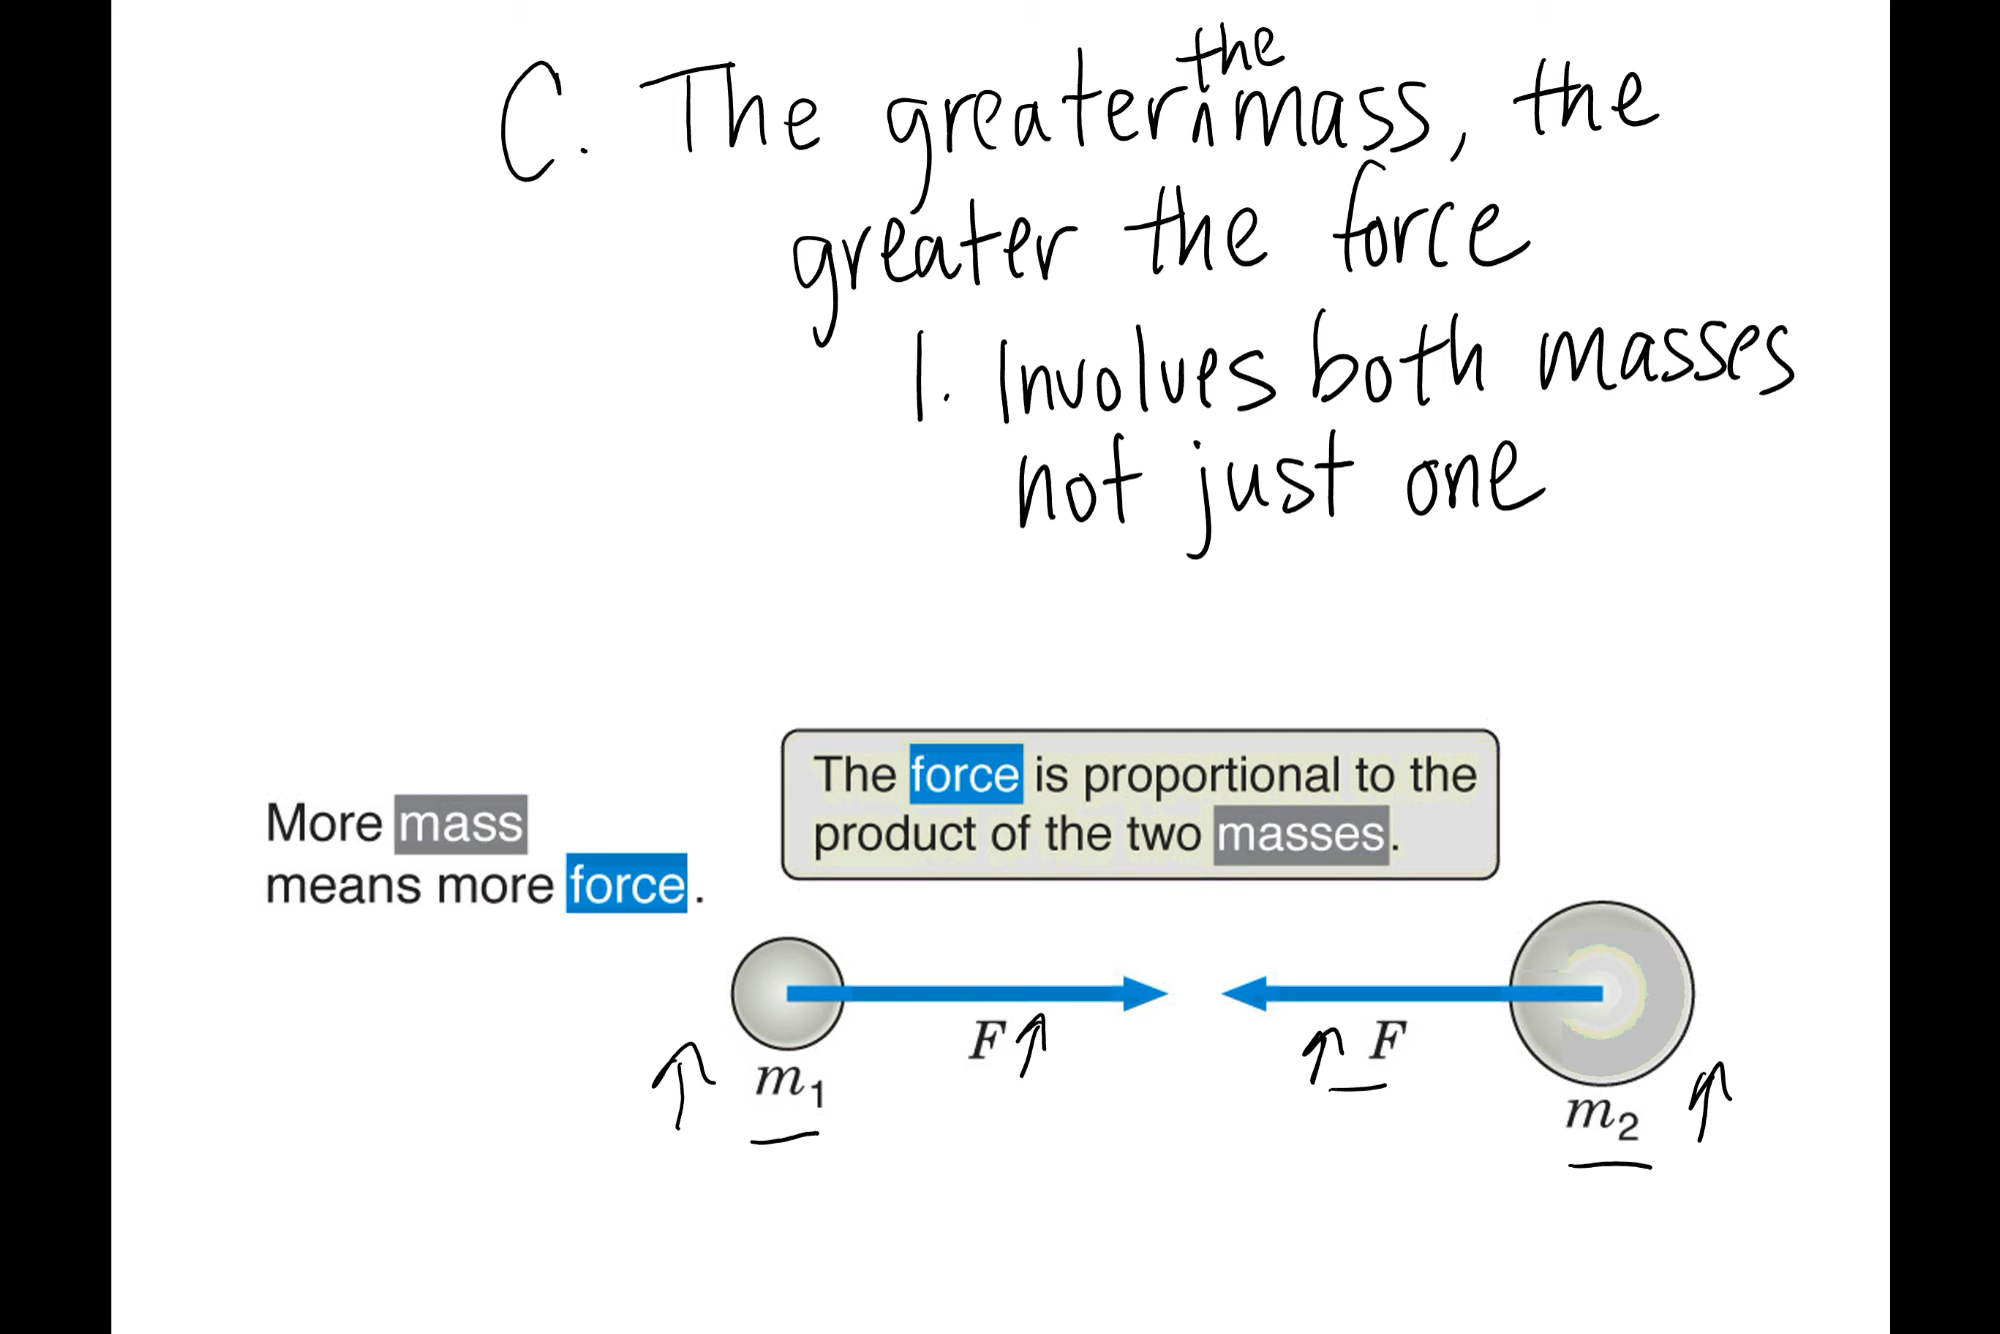 C. The greater the mass, the
greater the force
1. Involves both masses
not just one
More mass
means more force.
The force is proportional to the
product of the two masses.
F↑
↑ F
↑ m₁
m₂ ↑